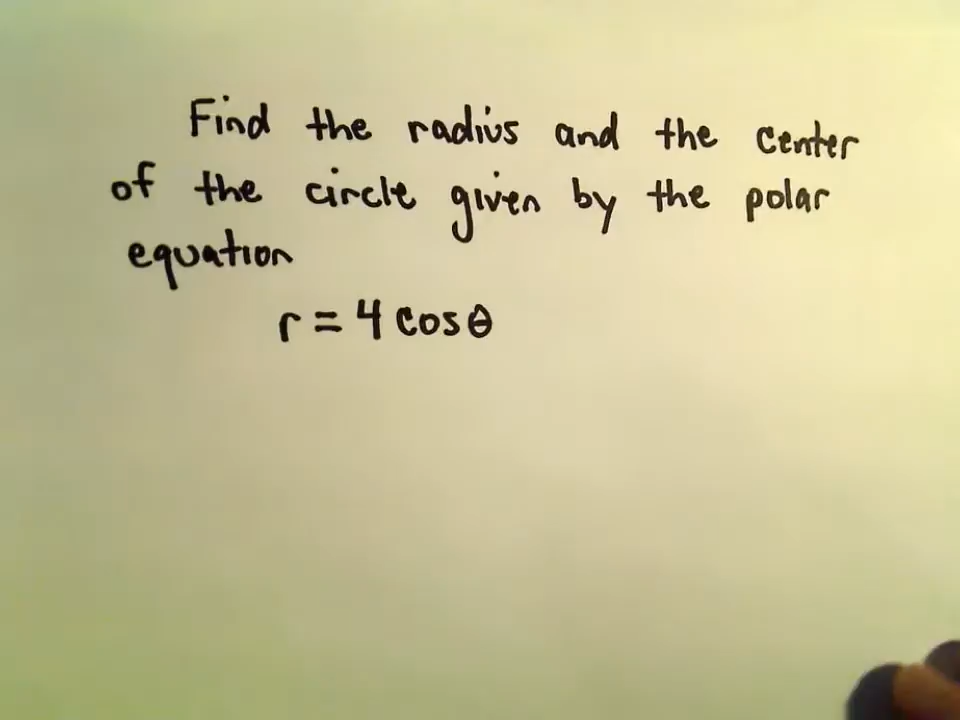 Find the radius and the center
of the circle given by the polar
equation
r = 4 cos θ